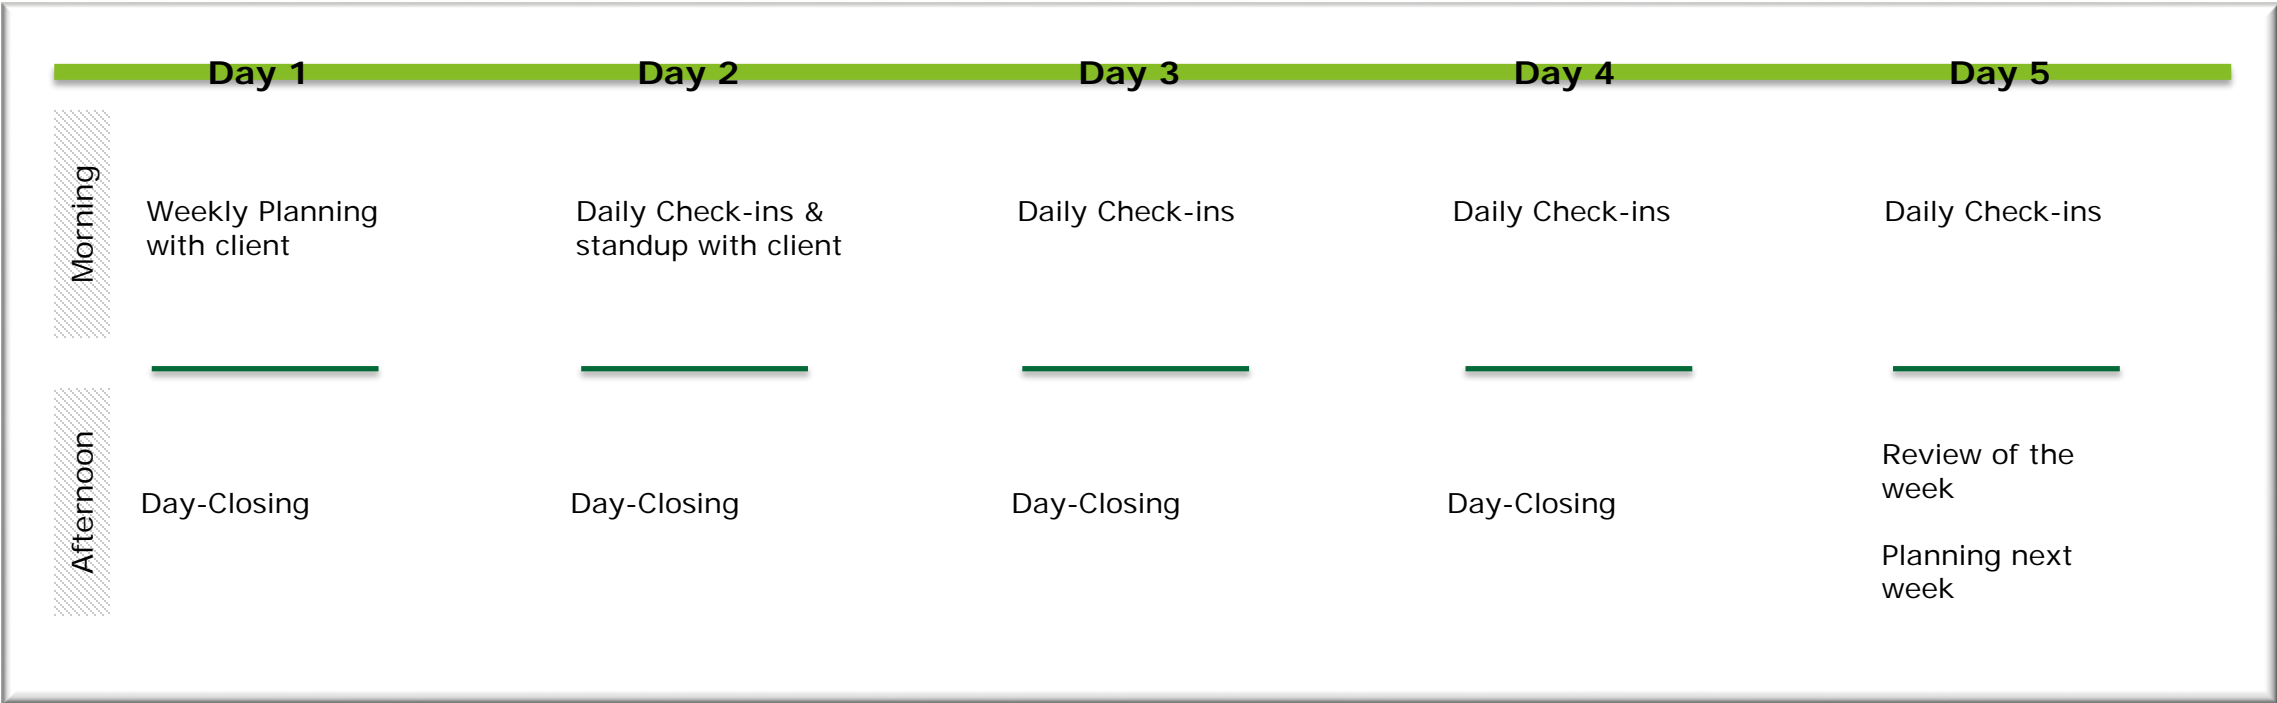 Day 1
Day 2
Day 3
Day 4
Day 5
Morning
Weekly Planning
with client
Daily Check-ins &
standup with client
Daily Check-ins
Daily Check-ins
Daily Check-ins
Afternoon
Day-Closing
Day-Closing
Day-Closing
Day-Closing
Review of the
week
Planning next
week